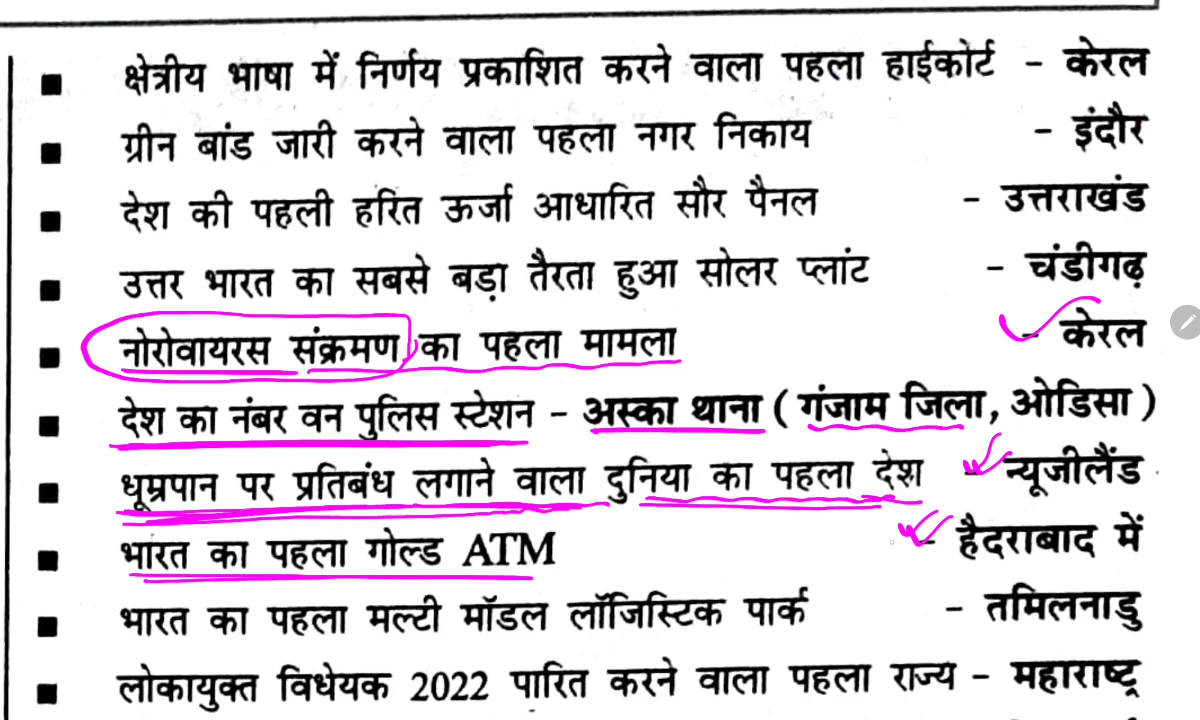 क्षेत्रीय भाषा में निर्णय प्रकाशित करने वाला पहला हाईकोर्ट - केरल
ग्रीन बांड जारी करने वाला पहला नगर निकाय - इंदौर
देश की पहली हरित ऊर्जा आधारित सौर पैनल - उत्तराखंड
उत्तर भारत का सबसे बड़ा तैरता हुआ सोलर प्लांट - चंडीगढ़
नोरोवायरस संक्रमण का पहला मामला - केरल
देश का नंबर वन पुलिस स्टेशन - अस्का थाना ( गंजाम जिला, ओडिसा )
धूम्रपान पर प्रतिबंध लगाने वाला दुनिया का पहला देश - न्यूजीलैंड
भारत का पहला गोल्ड ATM - हैदराबाद में
भारत का पहला मल्टी मॉडल लॉजिस्टिक पार्क - तमिलनाडु
लोकायुक्त विधेयक 2022 पारित करने वाला पहला राज्य - महाराष्ट्र